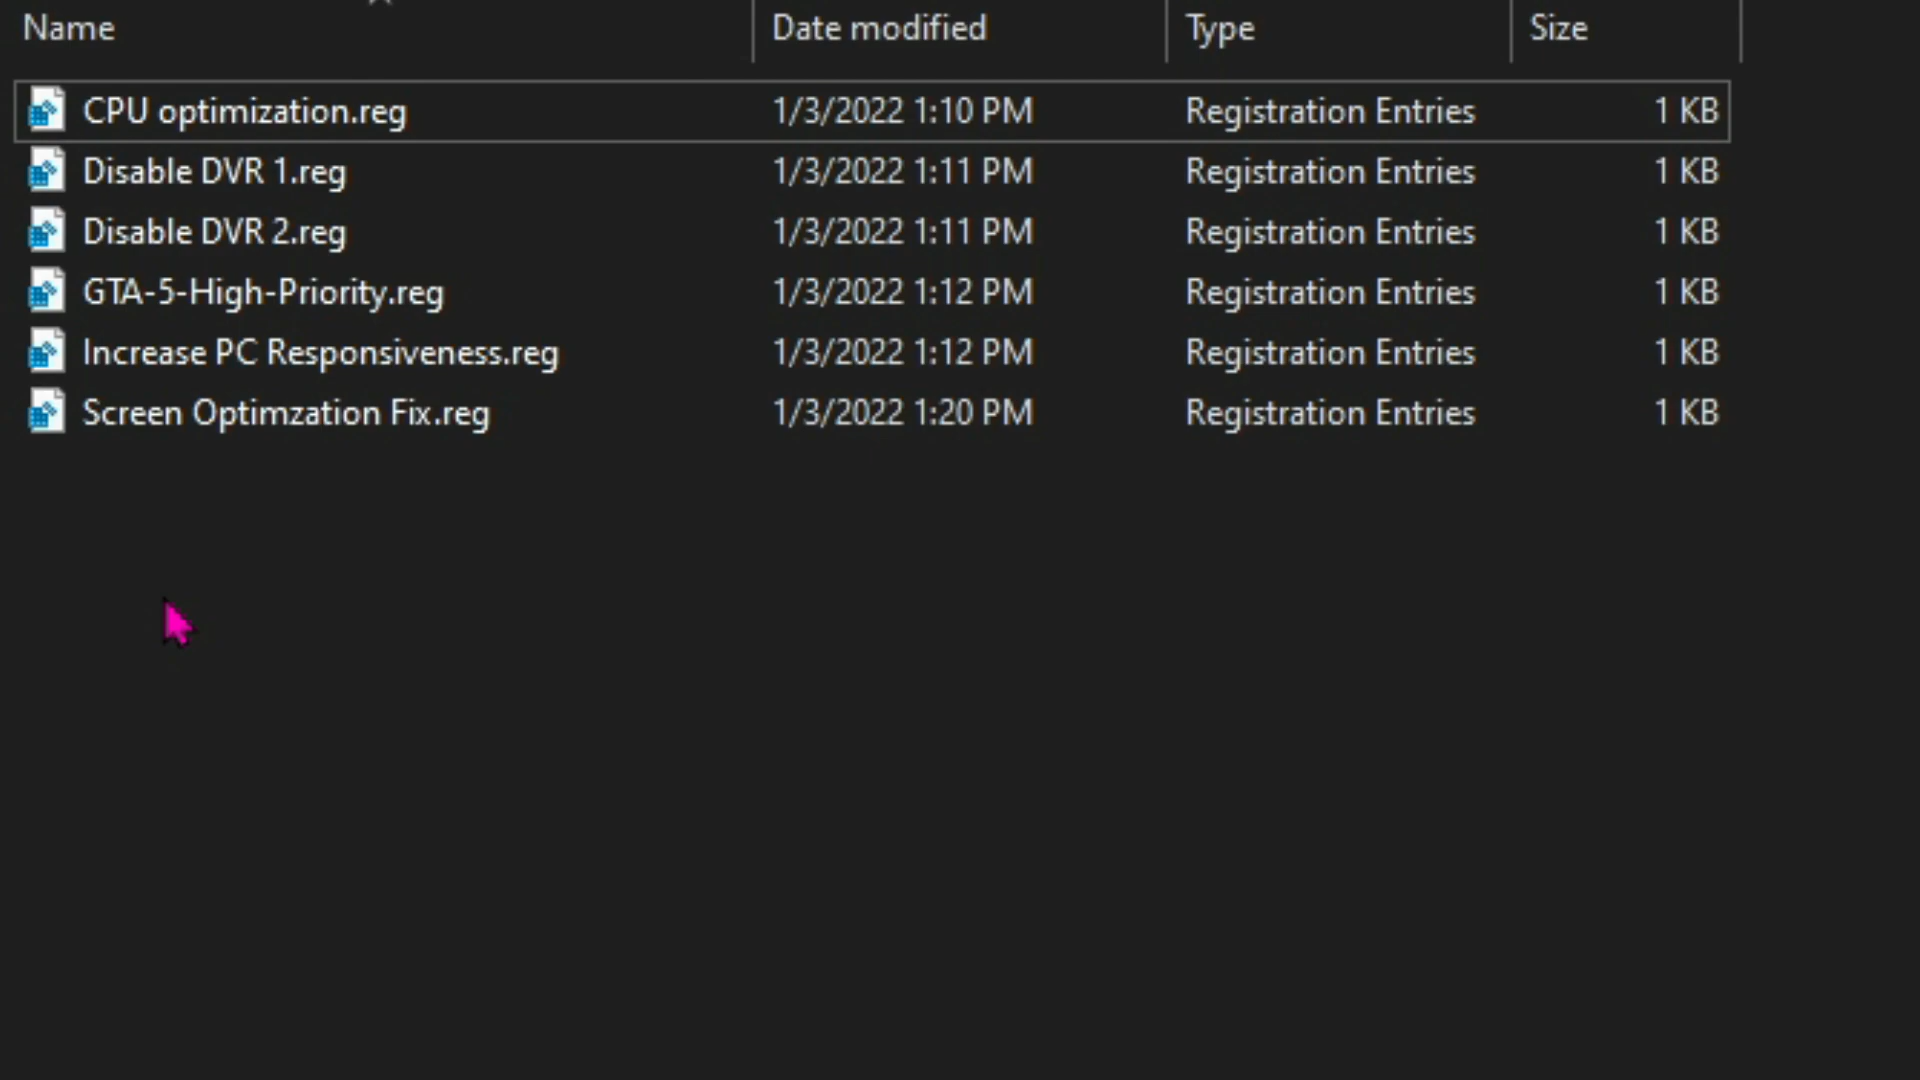 Name Date modified Type Size
CPU optimization.reg 1/3/2022 1:10 PM Registration Entries 1 KB
Disable DVR 1.reg 1/3/2022 1:11 PM Registration Entries 1 KB
Disable DVR 2.reg 1/3/2022 1:11 PM Registration Entries 1 KB
GTA-5-High-Priority.reg 1/3/2022 1:12 PM Registration Entries 1 KB
Increase PC Responsiveness.reg 1/3/2022 1:12 PM Registration Entries 1 KB
Screen Optimzation Fix.reg 1/3/2022 1:20 PM Registration Entries 1 KB